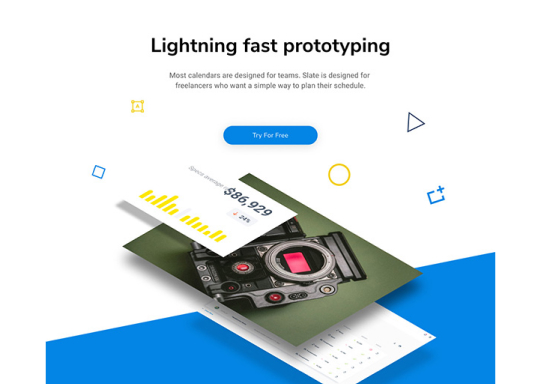 Lightning fast prototyping
Most calendars are designed for teams. Slate is designed for
freelancers who want a simple way to plan their schedule.
Try For Free
Specs average
$86,929
24%